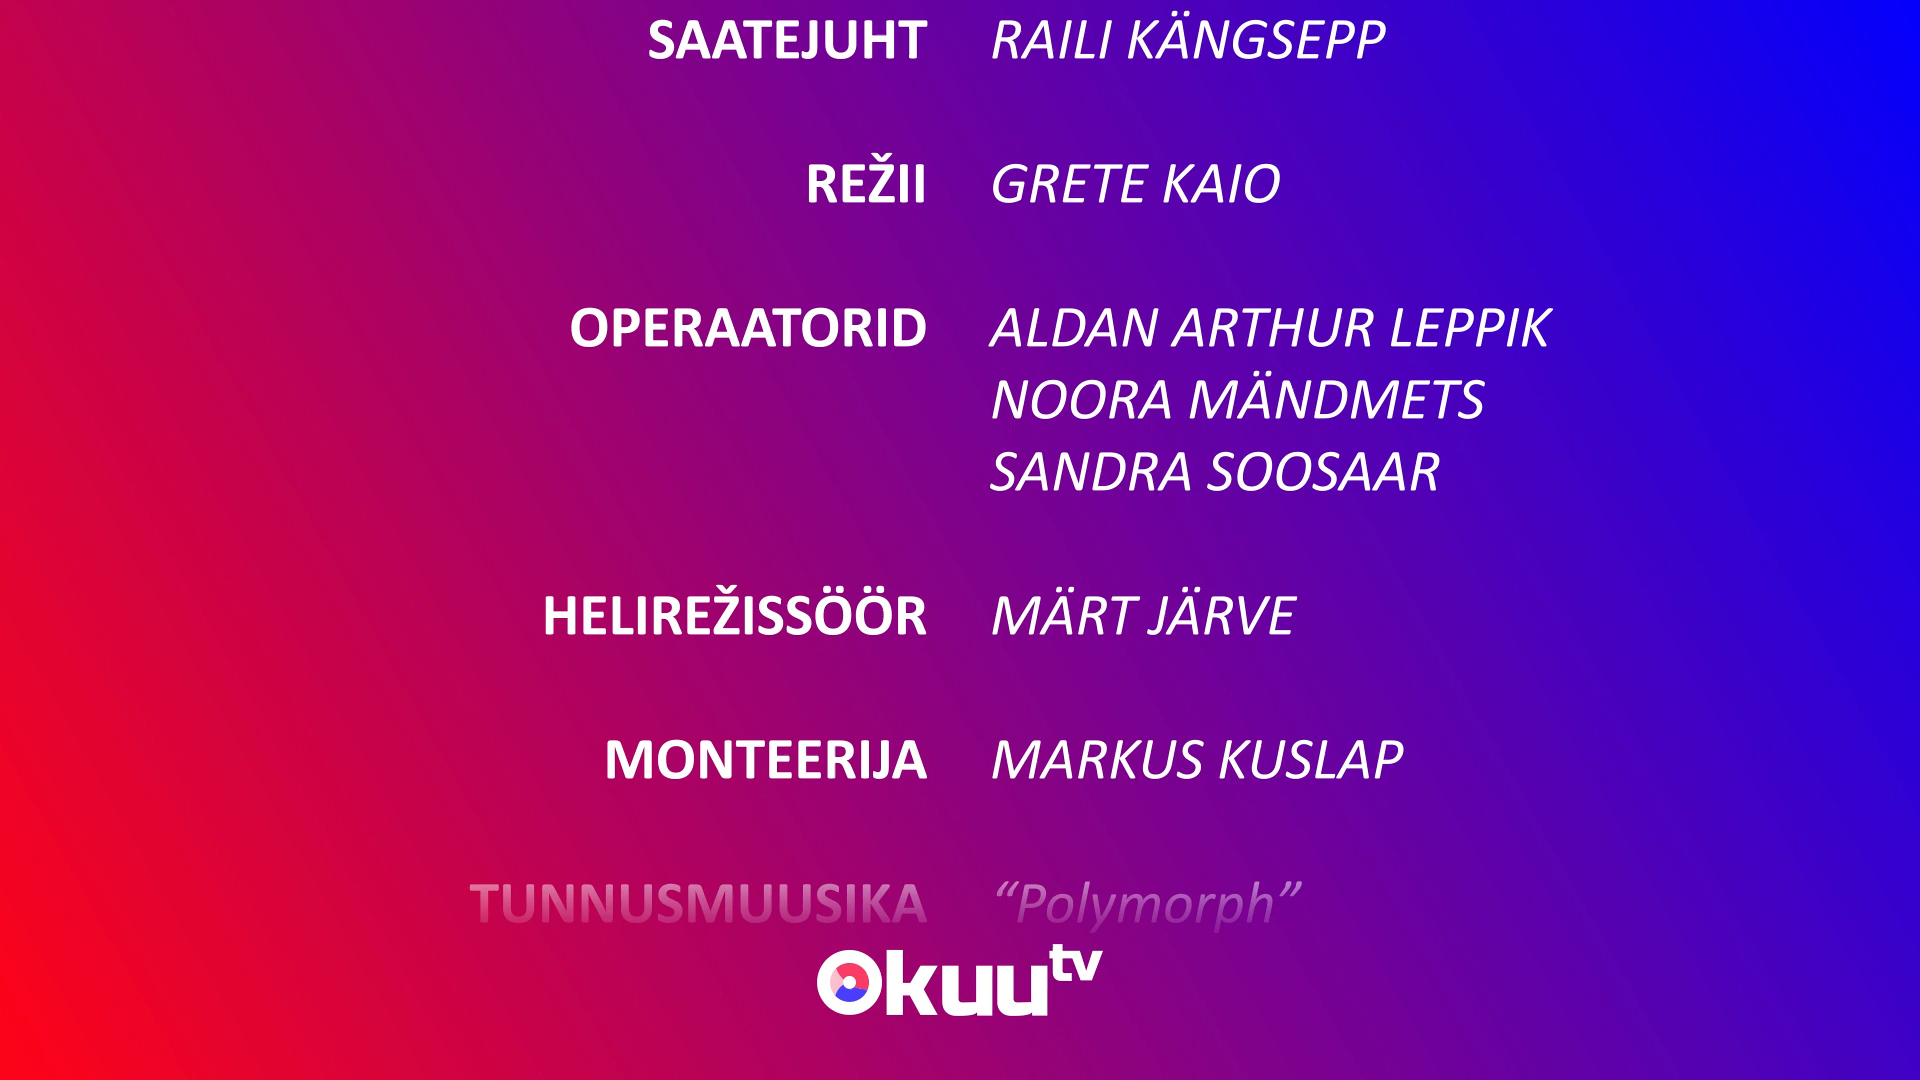 SAATEJUHT RAILI KÄNGSEPP
REŽII GRETE KAIO
OPERAATORID ALDAN ARTHUR LEPPIK
NOORA MÄNDMETS
SANDRA SOOSAAR
HELIREŽISSÖÖR MÄRT JÄRVE
MONTEERIJA MARKUS KUSLAP
TUNNUSMUUSIKA “Polymorph”
Okuu tv